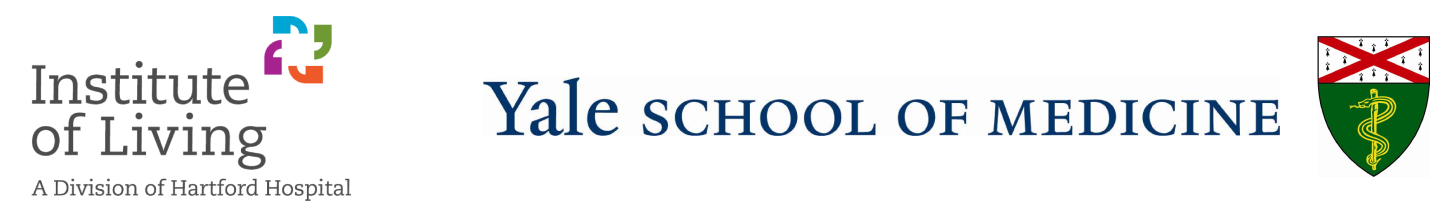 Institute
of Living
A Division of Hartford Hospital
Yale SCHOOL OF MEDICINE